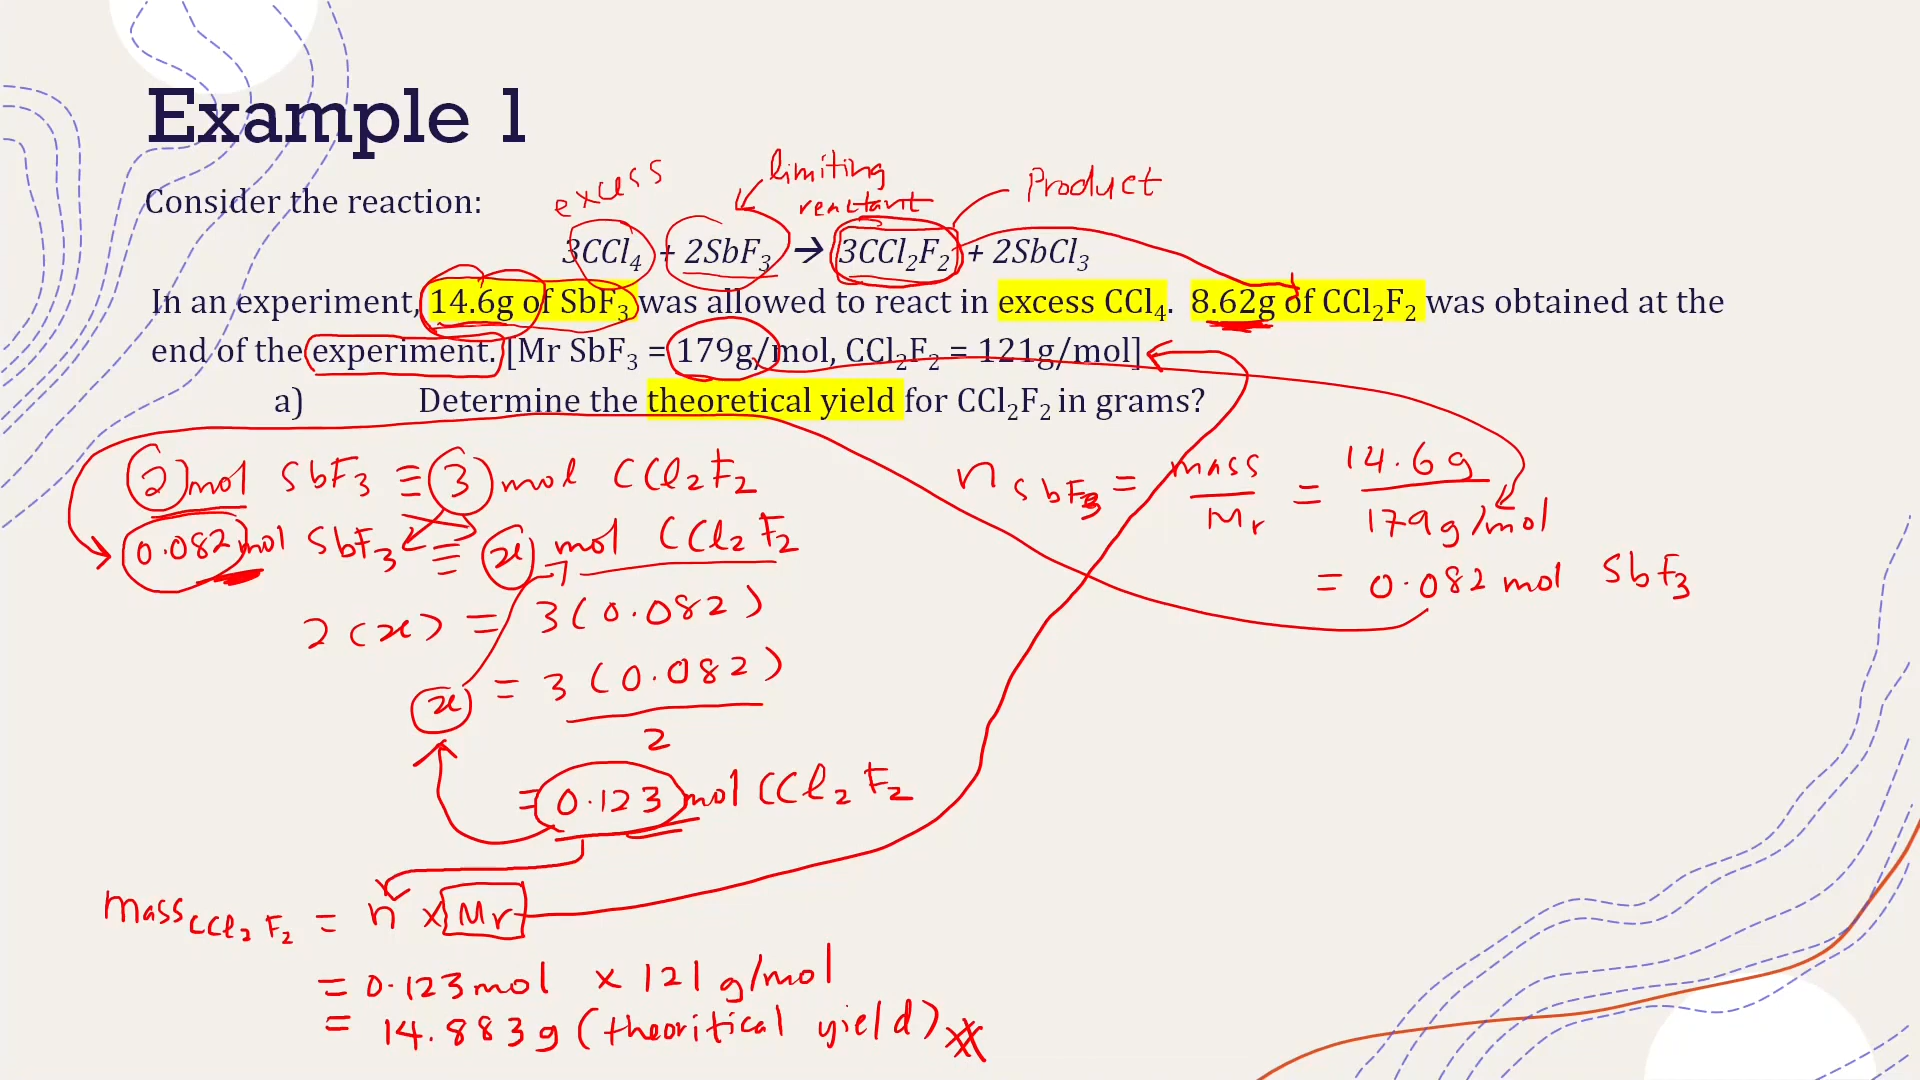 Example 1
excess
limiting
reactant
Product
Consider the reaction:
3CCl₄ + 2SbF₃ → 3CCl₂F₂ + 2SbCl₃
In an experiment, 14.6g of SbF₃ was allowed to react in excess CCl₄. 8.62g of CCl₂F₂ was obtained at the
end of the experiment. [Mr SbF₃ = 179g/mol, CCl₂F₂ = 121g/mol]
a) Determine the theoretical yield for CCl₂F₂ in grams?
2 mol SbF₃ ≡ 3 mol CCl₂F₂
0.082 mol SbF₃ ≡ x mol CCl₂F₂
2(x) = 3(0.082)
x = 3(0.082)
2
= 0.123 mol CCl₂F₂
n SbF₃ = mass / Mr = 14.6g / 179g/mol
= 0.082 mol SbF₃
mass CCl₂F₂ = n × Mr
= 0.123 mol × 121 g/mol
= 14.883g (theoritical yield)